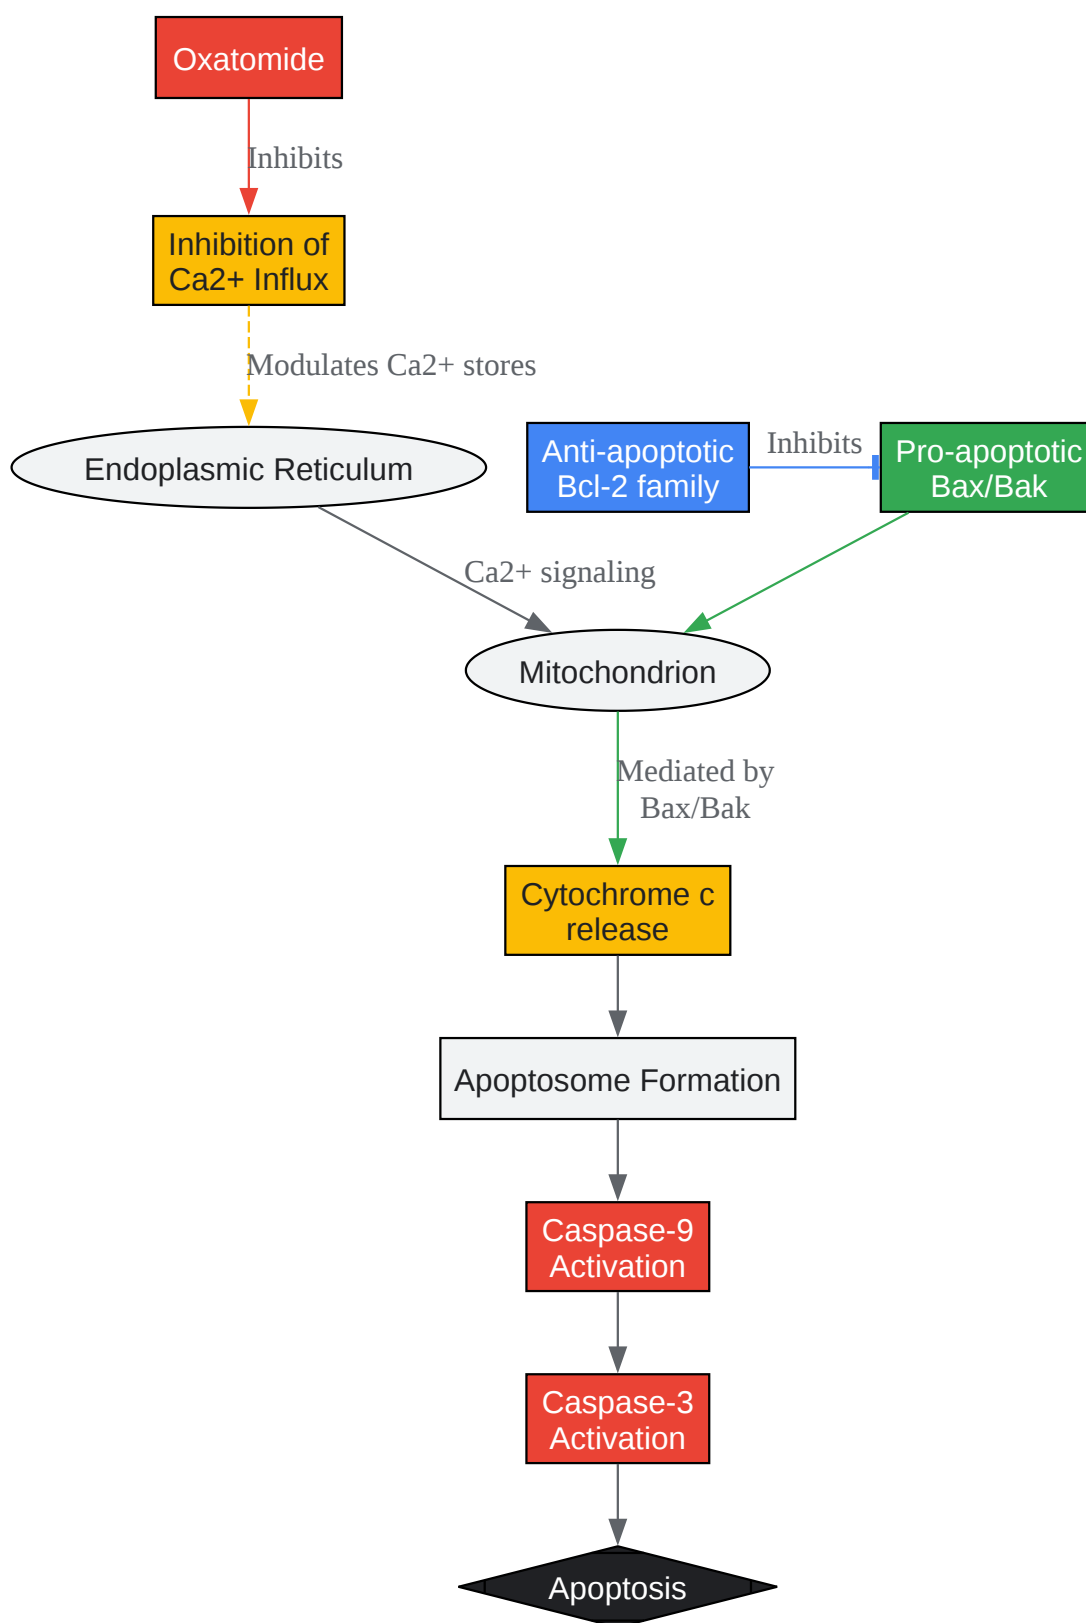 Oxatomide
Inhibits
Inhibition of
Ca2+ Influx
Modulates Ca2+ stores
Endoplasmic Reticulum
Anti-apoptotic
Bcl-2 family
Inhibits
Pro-apoptotic
Bax/Bak
Ca2+ signaling
Mitochondrion
Mediated by
Bax/Bak
Cytochrome c
release
Apoptosome Formation
Caspase-9
Activation
Caspase-3
Activation
Apoptosis